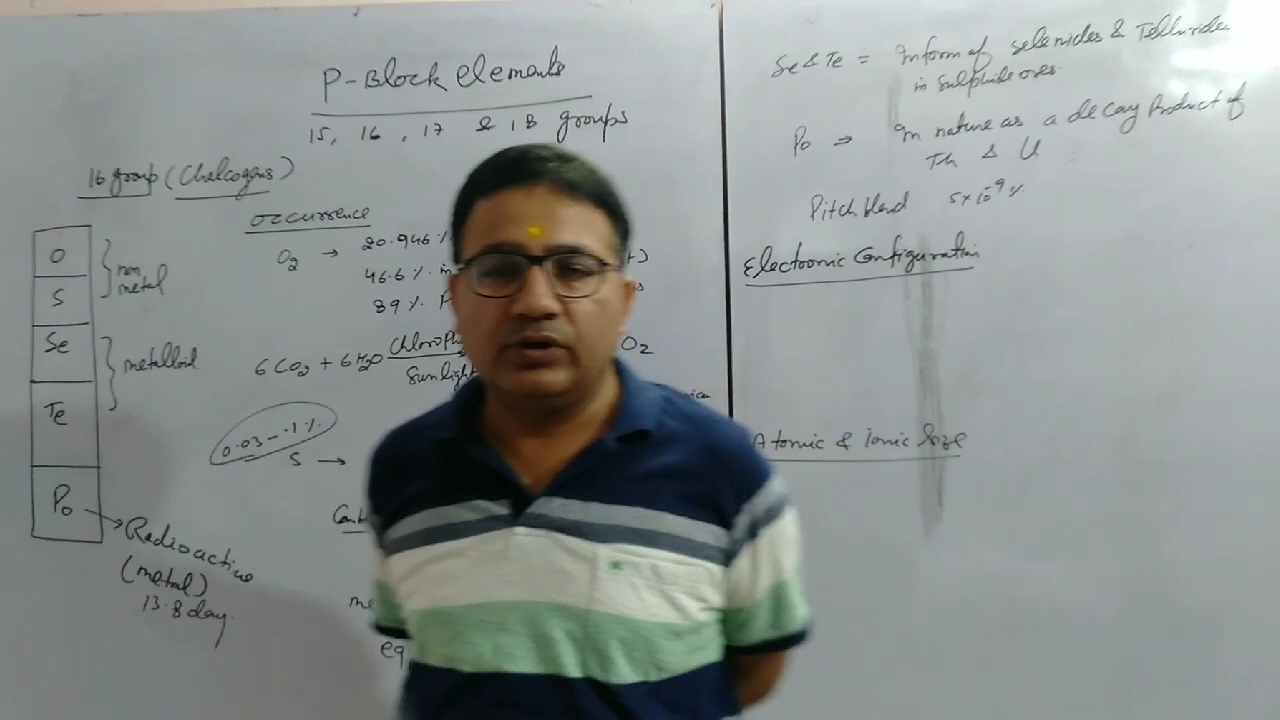 P-Block elements
15, 16, 17 & 18 groups
16 group (Chalcogens)
O
S
Se
Te
Po
non
metal
metalloid
Radioactive
(metal)
13.8 day
occurrence
O2 → 20.946%
46.6% in
89%
6CO2 + 6H2O
Sunlight
O2
0.03-.1%
S →
Se & Te = In form of selenides & Tellurides
in Sulphide ores.
Po ⇒ In nature as a decay Product of
Th & U
Pitchblend 5×10-9%
Electronic Configuration
Atomic & Ionic Size